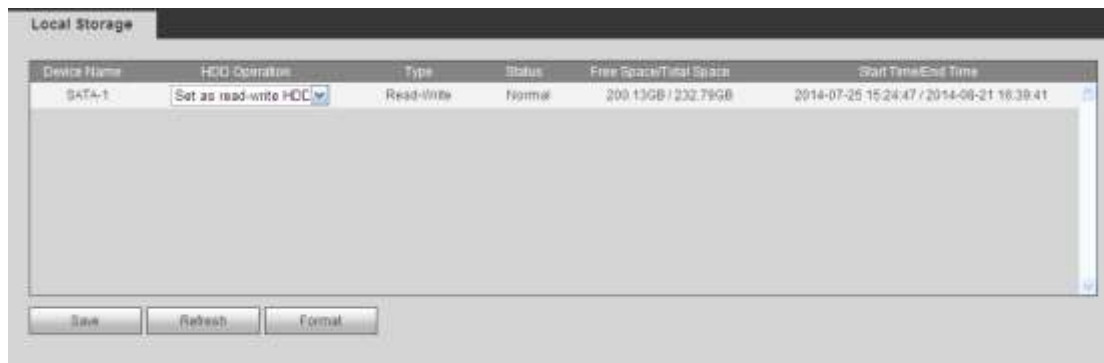 Local Storage
Device Name HDD Operation Type Status Free Space/Total Space Start Time/End Time
SATA-1 Set as read-write HDD Read-Write Normal 200.13GB / 232.79GB 2014-07-25 15:24:47 / 2014-08-21 16:39:41
Save Refresh Format